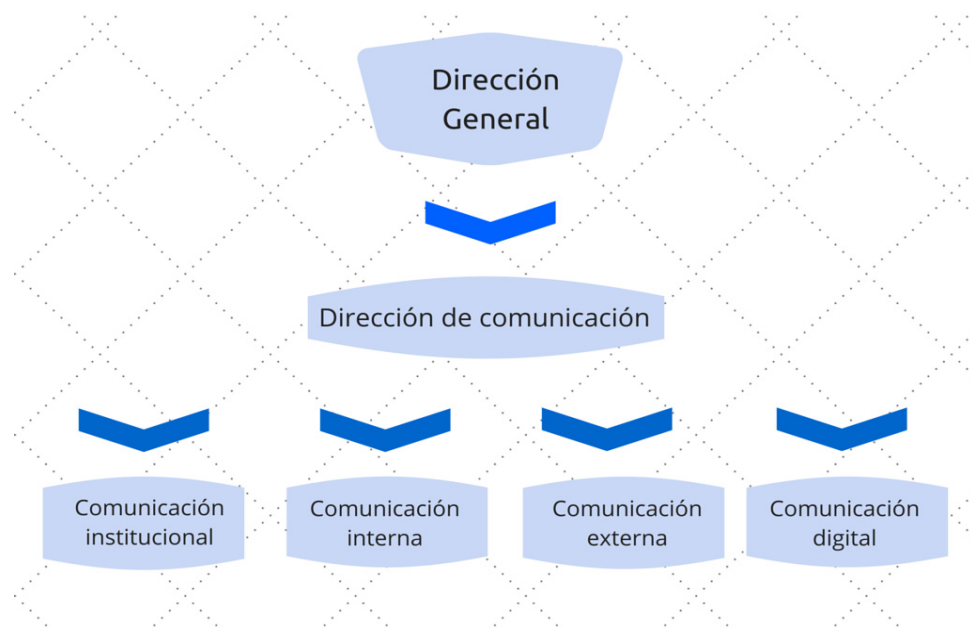 Dirección
General
Dirección de comunicación
Comunicación
institucional
Comunicación
interna
Comunicación
externa
Comunicación
digital